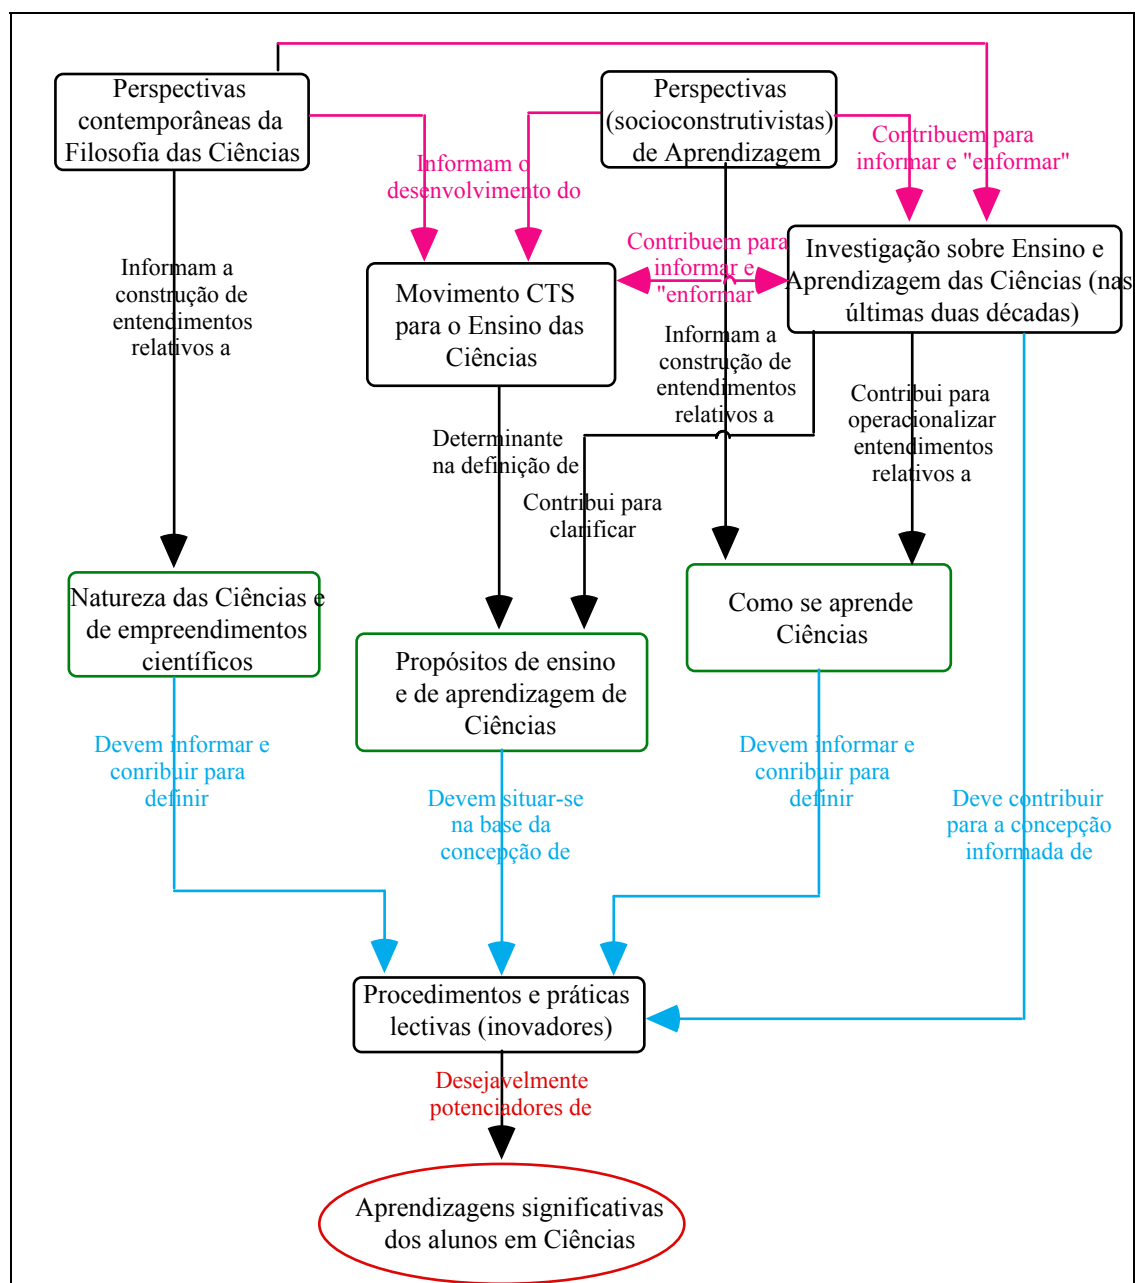 Perspectivas
contemporâneas da
Filosofia das Ciências
Perspectivas
(socioconstrutivistas)
de Aprendizagem
Contribuem para
informar e "enformar"
Informam o
desenvolvimento do
Contribuem para
informar e
"enformar
Investigação sobre Ensino e
Aprendizagem das Ciências (nas
últimas duas décadas)
Informam a
construção de
entendimentos
relativos a
Movimento CTS
para o Ensino das
Ciências
Informam a
construção de
entendimentos
relativos a
Contribui para
operacionalizar
entendimentos
relativos a
Determinante
na definição de
Contribui para
clarificar
Natureza das Ciências e
de empreendimentos
científicos
Propósitos de ensino
e de aprendizagem de
Ciências
Como se aprende
Ciências
Devem informar e
conribuir para
definir
Devem situar-se
na base da
concepção de
Devem informar e
conribuir para
definir
Deve contribuir
para a concepção
informada de
Procedimentos e práticas
lectivas (inovadores)
Desejavelmente
potenciadores de
Aprendizagens significativas
dos alunos em Ciências